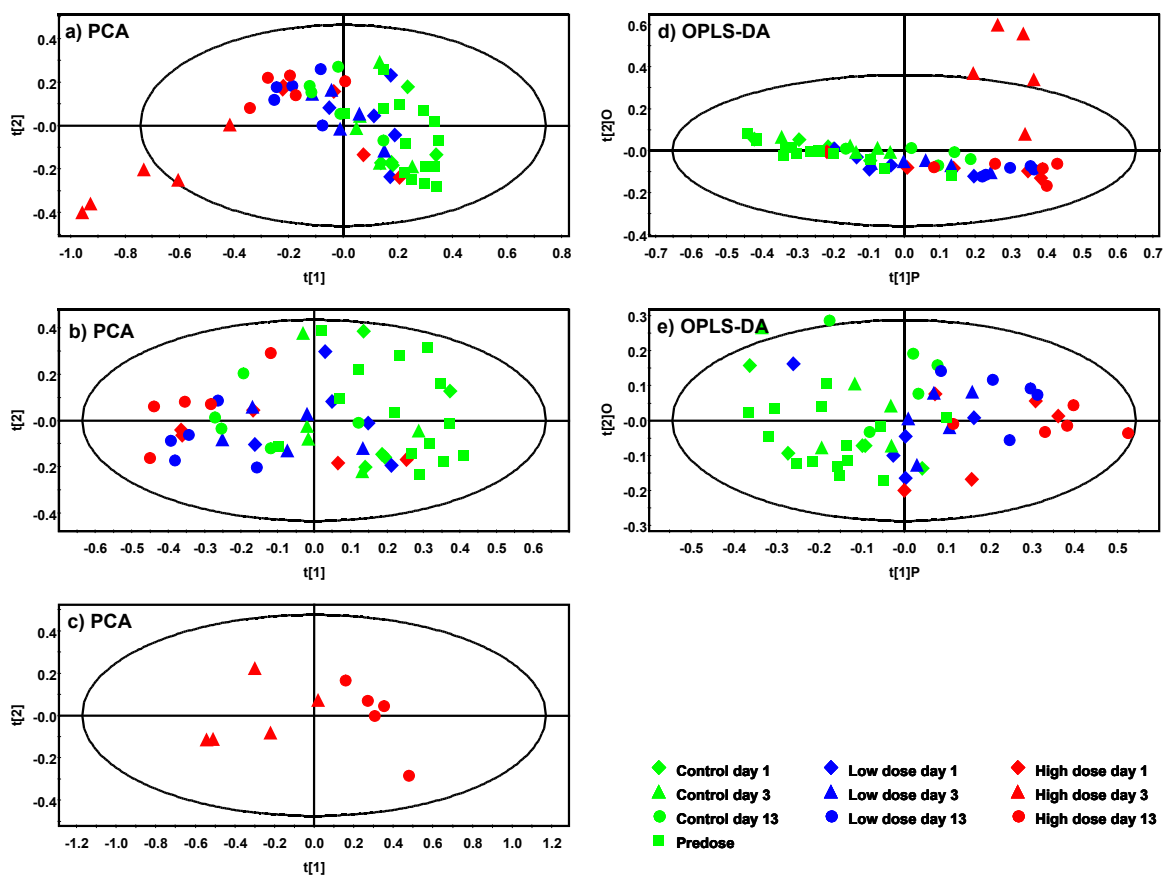 a) PCA
t[2]
0.4
0.2
-0.0
-0.2
-0.4
-1.0 -0.8 -0.6 -0.4 -0.2 -0.0 0.2 0.4 0.6 0.8
t[1]
d) OPLS-DA
t[2]O
0.6
0.4
0.2
-0.0
-0.2
-0.4
-0.7 -0.6 -0.5 -0.4 -0.3 -0.2 -0.1 0.0 0.1 0.2 0.3 0.4 0.5 0.6 0.7
t[1]P
b) PCA
t[2]
0.4
0.2
-0.0
-0.2
-0.4
-0.6 -0.5 -0.4 -0.3 -0.2 -0.1 0.0 0.1 0.2 0.3 0.4 0.5 0.6
t[1]
e) OPLS-DA
t[2]O
0.3
0.2
0.1
-0.0
-0.1
-0.2
-0.3
-0.5 -0.4 -0.3 -0.2 -0.1 -0.0 0.1 0.2 0.3 0.4 0.5
t[1]P
c) PCA
t[2]
0.4
0.2
-0.0
-0.2
-0.4
-1.2 -1.0 -0.8 -0.6 -0.4 -0.2 0.0 0.2 0.4 0.6 0.8 1.0 1.2
t[1]
Control day 1
Control day 3
Control day 13
Predose
Low dose day 1
Low dose day 3
Low dose day 13
High dose day 1
High dose day 3
High dose day 13